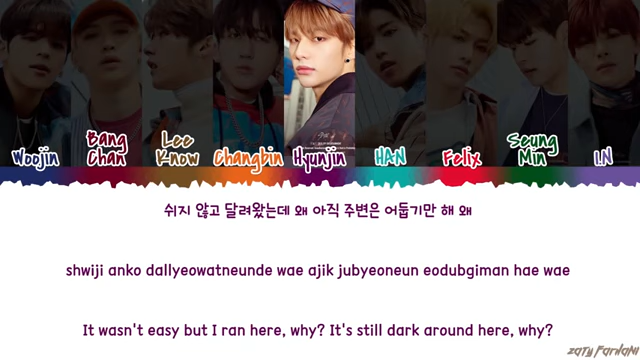 Woojin
Bang Chan
Lee Know
Changbin
Hyunjin
HAN
Felix
Seung Min
I.N
쉬지 않고 달려왔는데 왜 아직 주변은 어둡기만 해 왜
shwiji anko dallyeowatneunde wae ajik jubyeoneun eodubgiman hae wae
It wasn't easy but I ran here, why? It's still dark around here, why?
Zaty Farhani